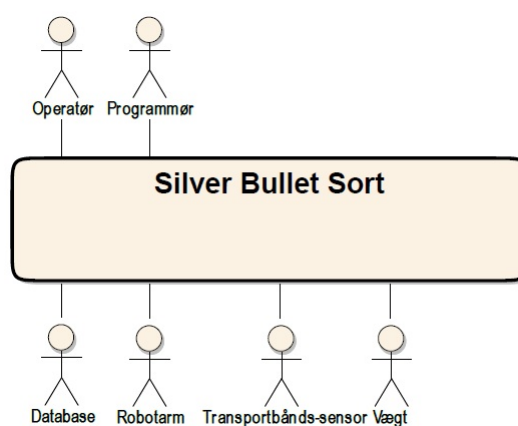 Operatør Programmør
Silver Bullet Sort
Database Robotarm Transportbånds-sensor Vægt